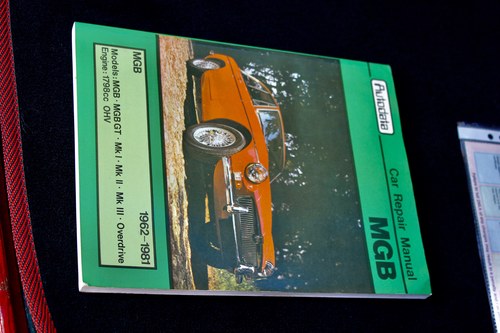 Autodata
Car Repair Manual
MGB
MGB 1962-1981
Models: MGB · MGB GT · Mk I · Mk II · Mk III · Overdrive
Engine: 1798cc OHV